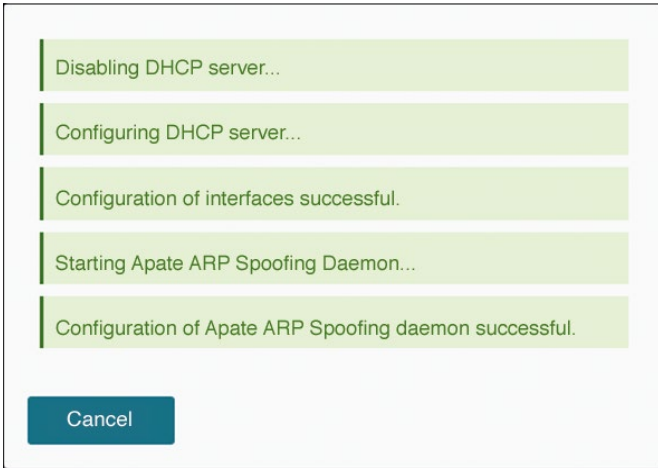 Disabling DHCP server...
Configuring DHCP server...
Configuration of interfaces successful.
Starting Apate ARP Spoofing Daemon...
Configuration of Apate ARP Spoofing daemon successful.
Cancel